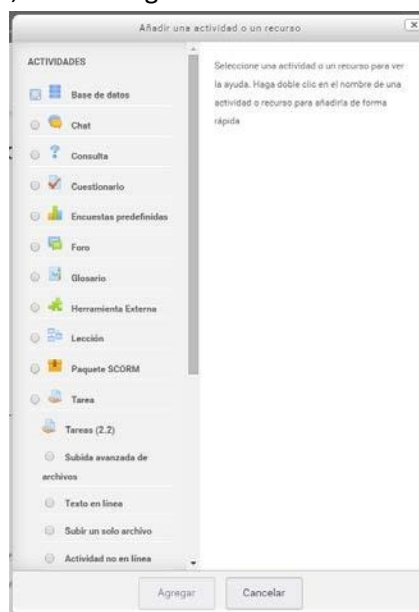 Añadir una actividad o un recurso
x
ACTIVIDADES
Base de datos
Chat
Consulta
Cuestionario
Encuestas predefinidas
Foro
Glosario
Herramienta Externa
Lección
Paquete SCORM
Tarea
Tareas (2.2)
Subida avanzada de
archivos
Texto en línea
Subir un solo archivo
Actividad no en línea
Seleccione una actividad o un recurso para ver
la ayuda. Haga doble clic en el nombre de una
actividad o recurso para añadirla de forma
rápida
Agregar
Cancelar